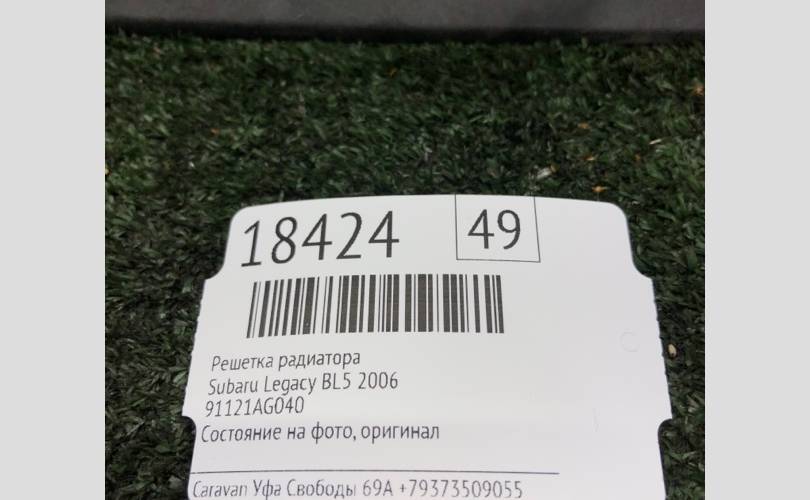 18424 49
Решетка радиатора
Subaru Legacy BL5 2006
91121AG040
Состояние на фото, оригинал
Caravan Уфа Свободы 69А +79373509055